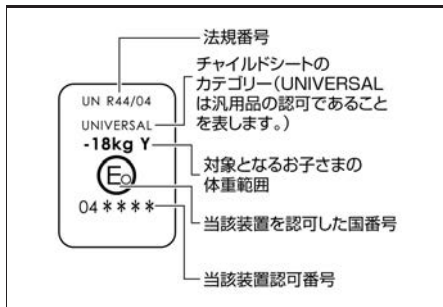 法規番号
チャイルドシートの
カテゴリー(UNIVERSAL
は汎用品の認可であること
を表します。)
UN R44/04
UNIVERSAL
-18kg Y
対象となるお子さまの
体重範囲
E
04****
当該装置を認可した国番号
当該装置認可番号